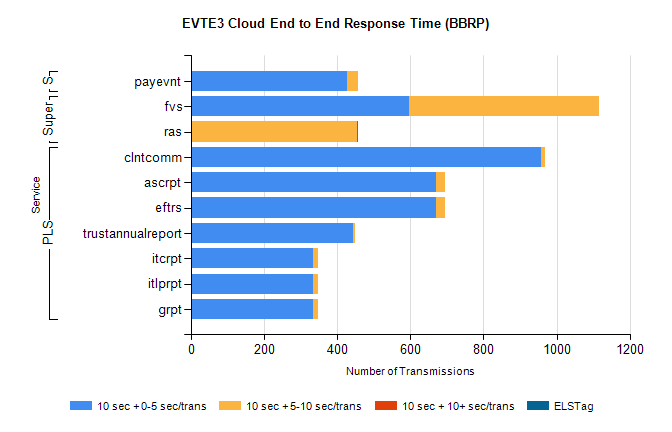 EVTE3 Cloud End to End Response Time (BBRP)
payevnt
fvs
ras
clntcomm
ascrpt
eftrs
trustannualreport
itcrpt
itlprpt
grpt
Super
Service
PLS
0 200 400 600 800 1000 1200
Number of Transmissions
10 sec +0-5 sec/trans 10 sec +5-10 sec/trans 10 sec + 10+ sec/trans ELSTag